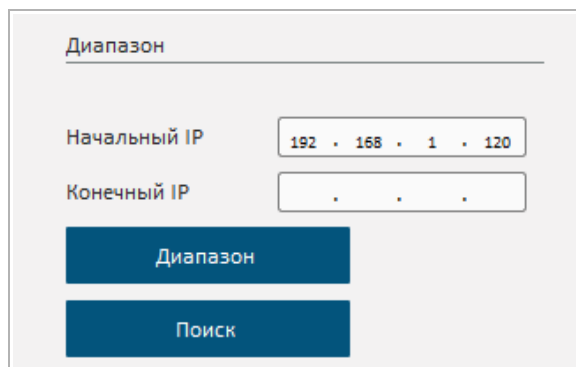 Диапазон
Начальный IP 192 . 168 . 1 . 120
Конечный IP . . .
Диапазон
Поиск